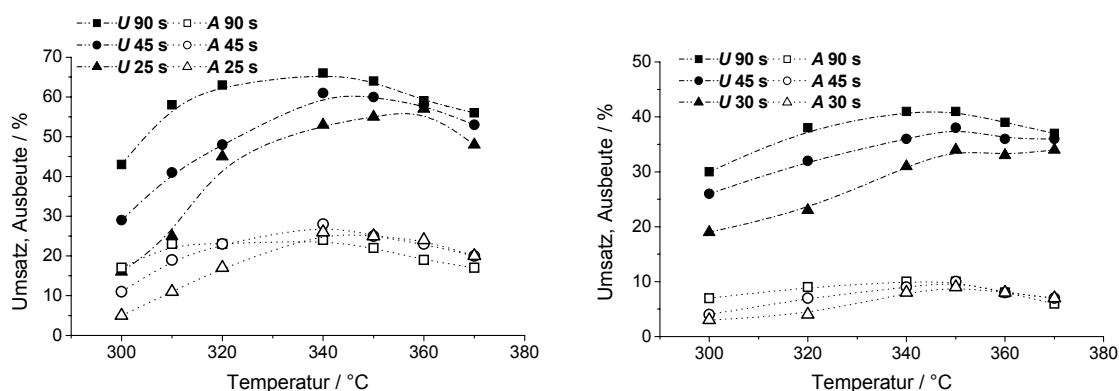 U 90 s A 90 s
U 45 s A 45 s
U 25 s A 25 s
70
60
50
40
30
20
10
0
Umsatz, Ausbeute / %
300 320 340 360 380
Temperatur / °C
U 90 s A 90 s
U 45 s A 45 s
U 30 s A 30 s
50
40
30
20
10
0
Umsatz, Ausbeute / %
300 320 340 360 380
Temperatur / °C